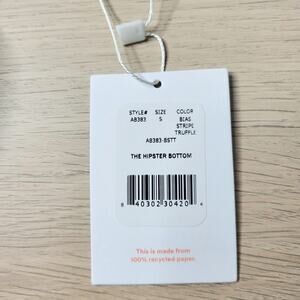 STYLE# SIZE COLOR
AB383 S BIAS
STRIPE
TRUFFLE
AB383-BSTT
THE HIPSTER BOTTOM
8 40302 30420 4
This is made from
100% recycled paper.